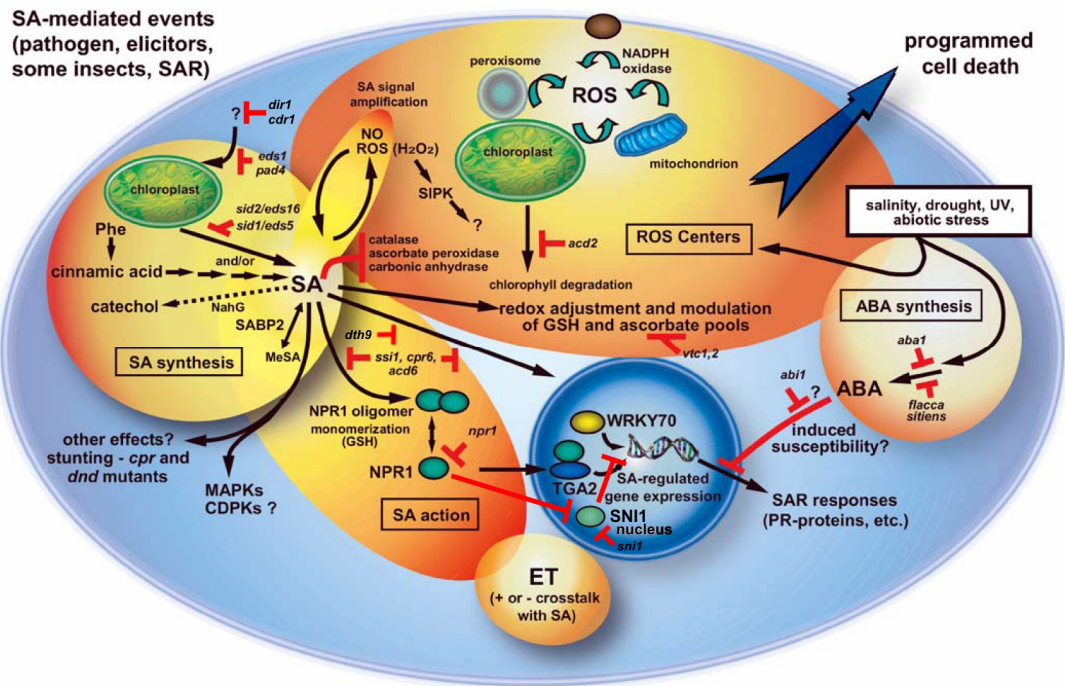 SA-mediated events
(pathogen, elicitors,
some insects, SAR)
programmed
cell death
NADPH
oxidase
peroxisome
ROS
chloroplast
mitochondrion
SA signal
amplification
NO
ROS (H₂O₂)
SIPK
?
? dir1
cdr1
eds1
pad4
chloroplast
sid2/eds16
sid1/eds5
Phe
and/or
cinnamic acid
SA
catechol
NahG
SABP2
MeSA
SA synthesis
catalase
ascorbate peroxidase
carbonic anhydrase
acd2
ROS Centers
chlorophyll degradation
redox adjustment and modulation
of GSH and ascorbate pools
vtc1,2
salinity, drought, UV,
abiotic stress
ABA synthesis
aba1
ABA
flacca
sitiens
abi1
?
induced
susceptibility?
dth9
ssi1, cpr6,
acd6
NPR1 oligomer
monomerization
(GSH)
npr1
NPR1
SA action
other effects?
stunting - cpr and
dnd mutants
MAPKs
CDPKs ?
WRKY70
TGA2
SA-regulated
gene expression
SNI1
nucleus
sni1
SAR responses
(PR-proteins, etc.)
ET
(+ or - crosstalk
with SA)